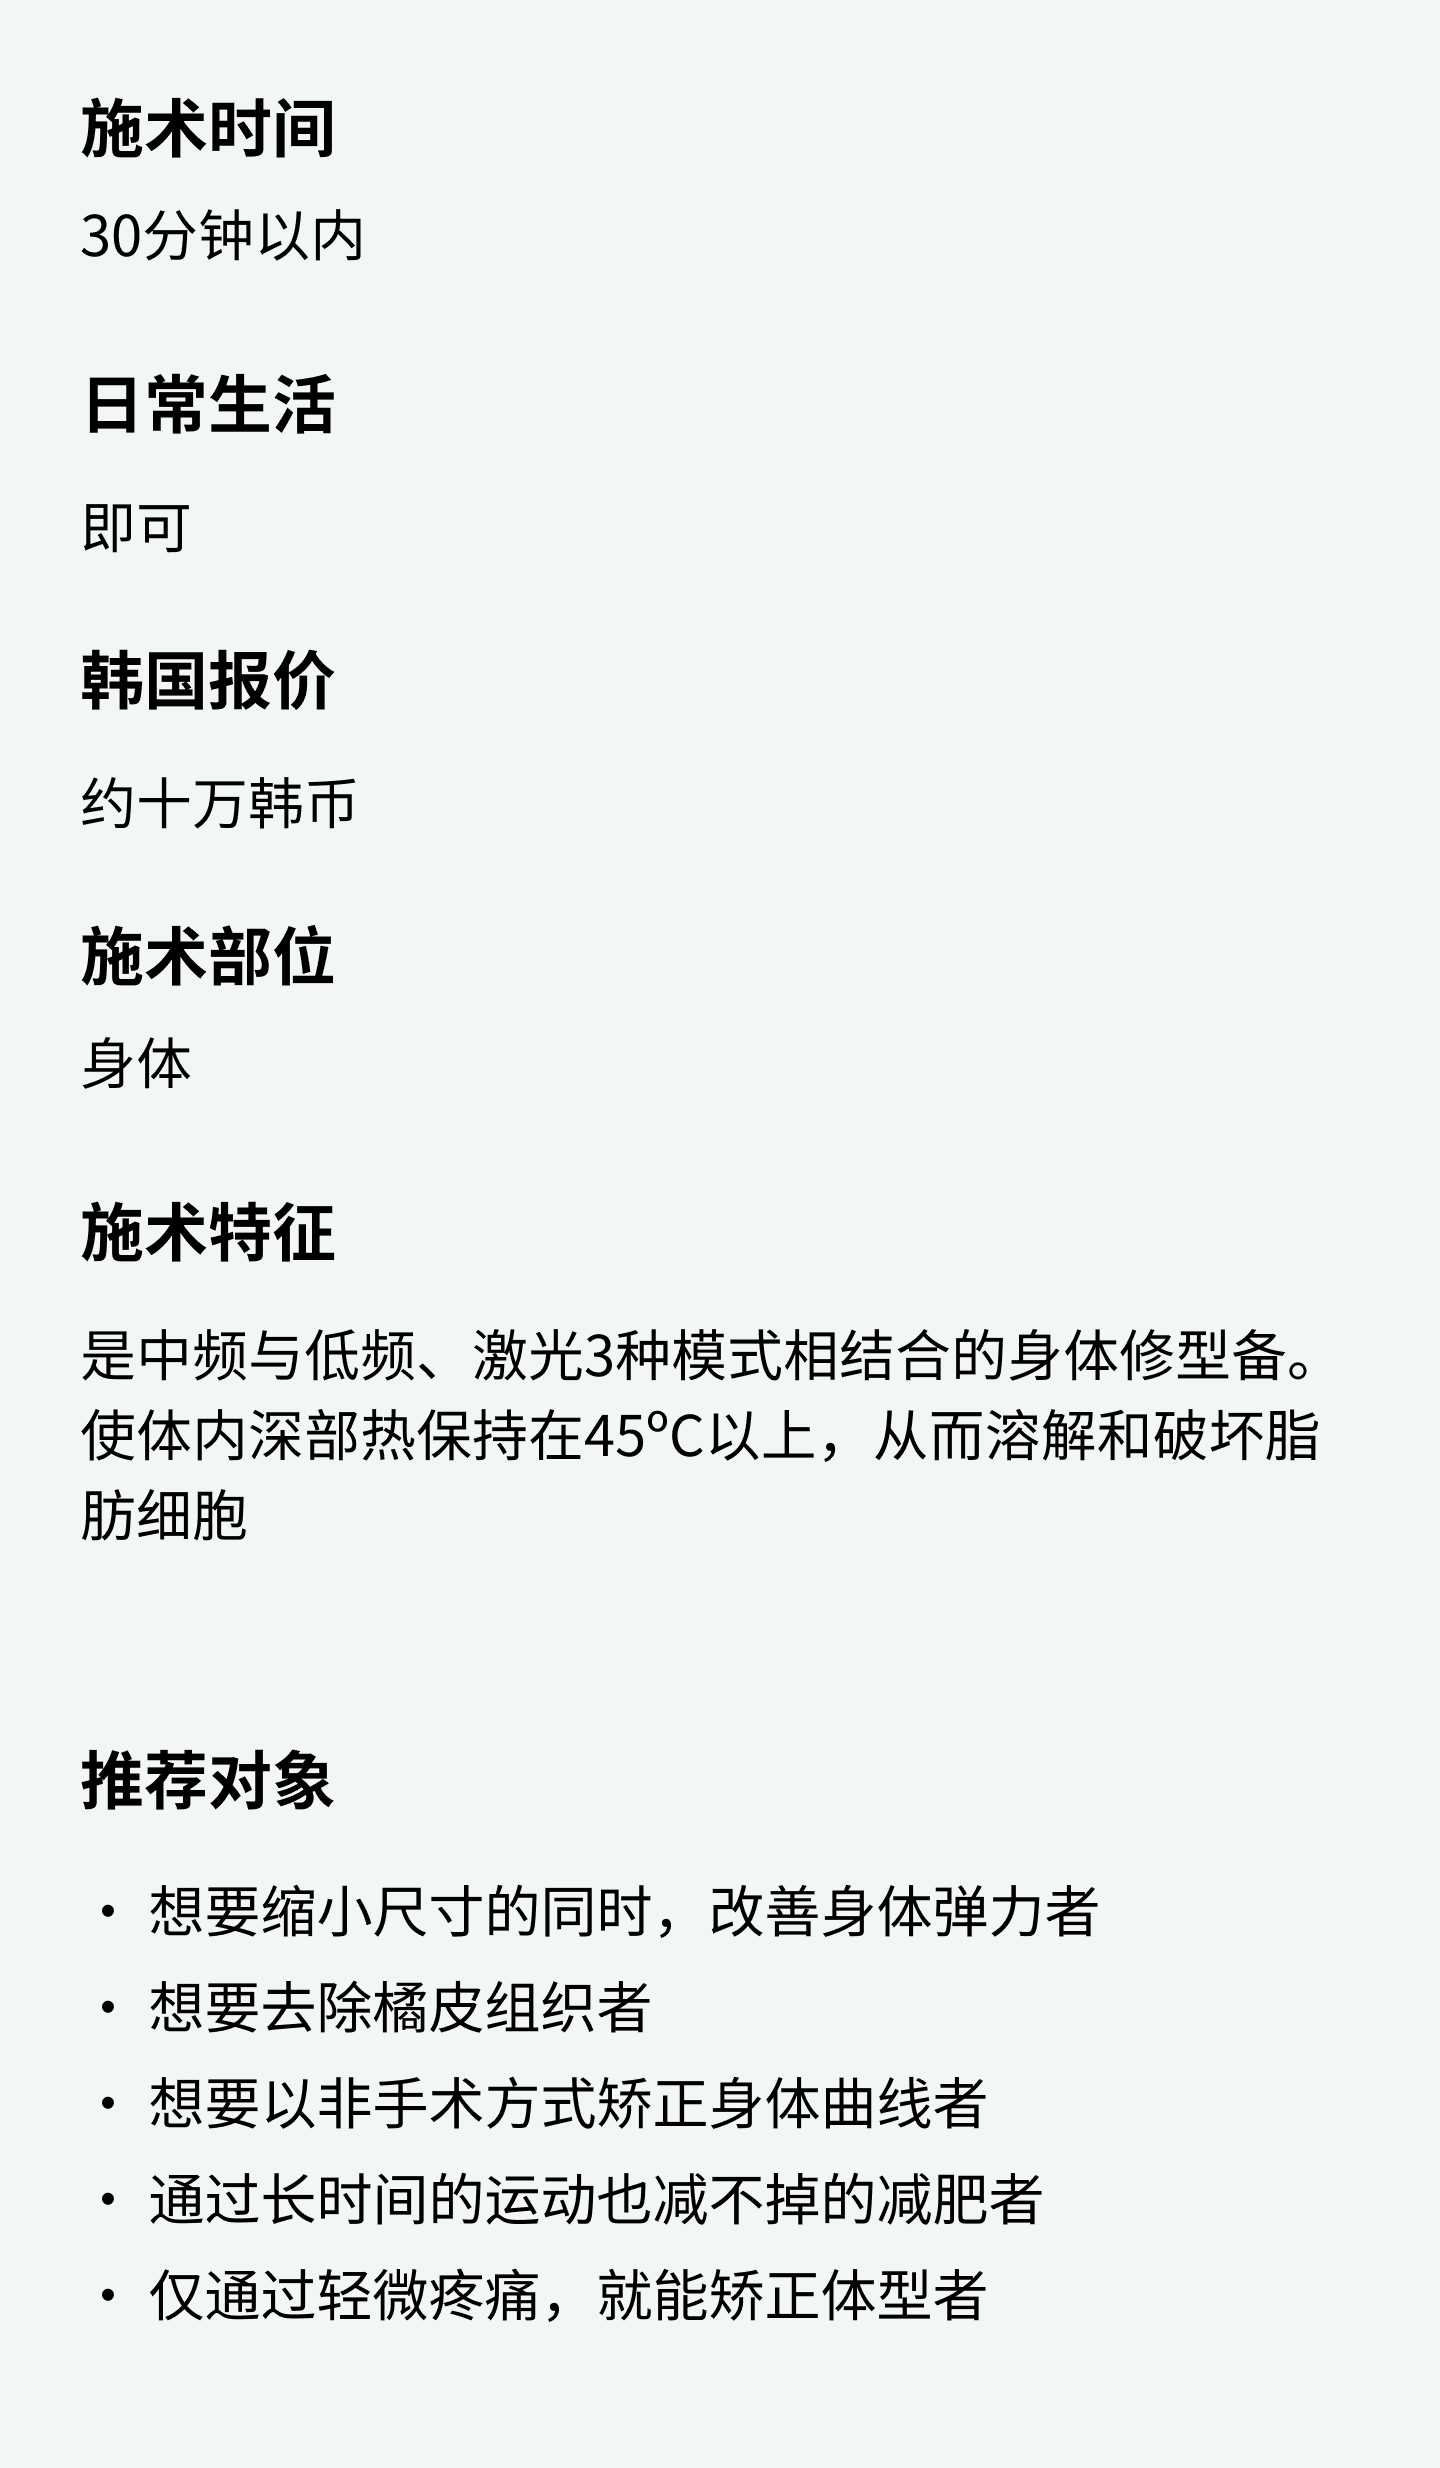 施术时间
30分钟以内
日常生活
即可
韩国报价
约十万韩币
施术部位
身体
施术特征
是中频与低频、激光3种模式相结合的身体修型备。
使体内深部热保持在45℃以上，从而溶解和破坏脂
肪细胞
推荐对象
• 想要缩小尺寸的同时，改善身体弹力者
• 想要去除橘皮组织者
• 想要以非手术方式矫正身体曲线者
• 通过长时间的运动也减不掉的减肥者
• 仅通过轻微疼痛，就能矫正体型者